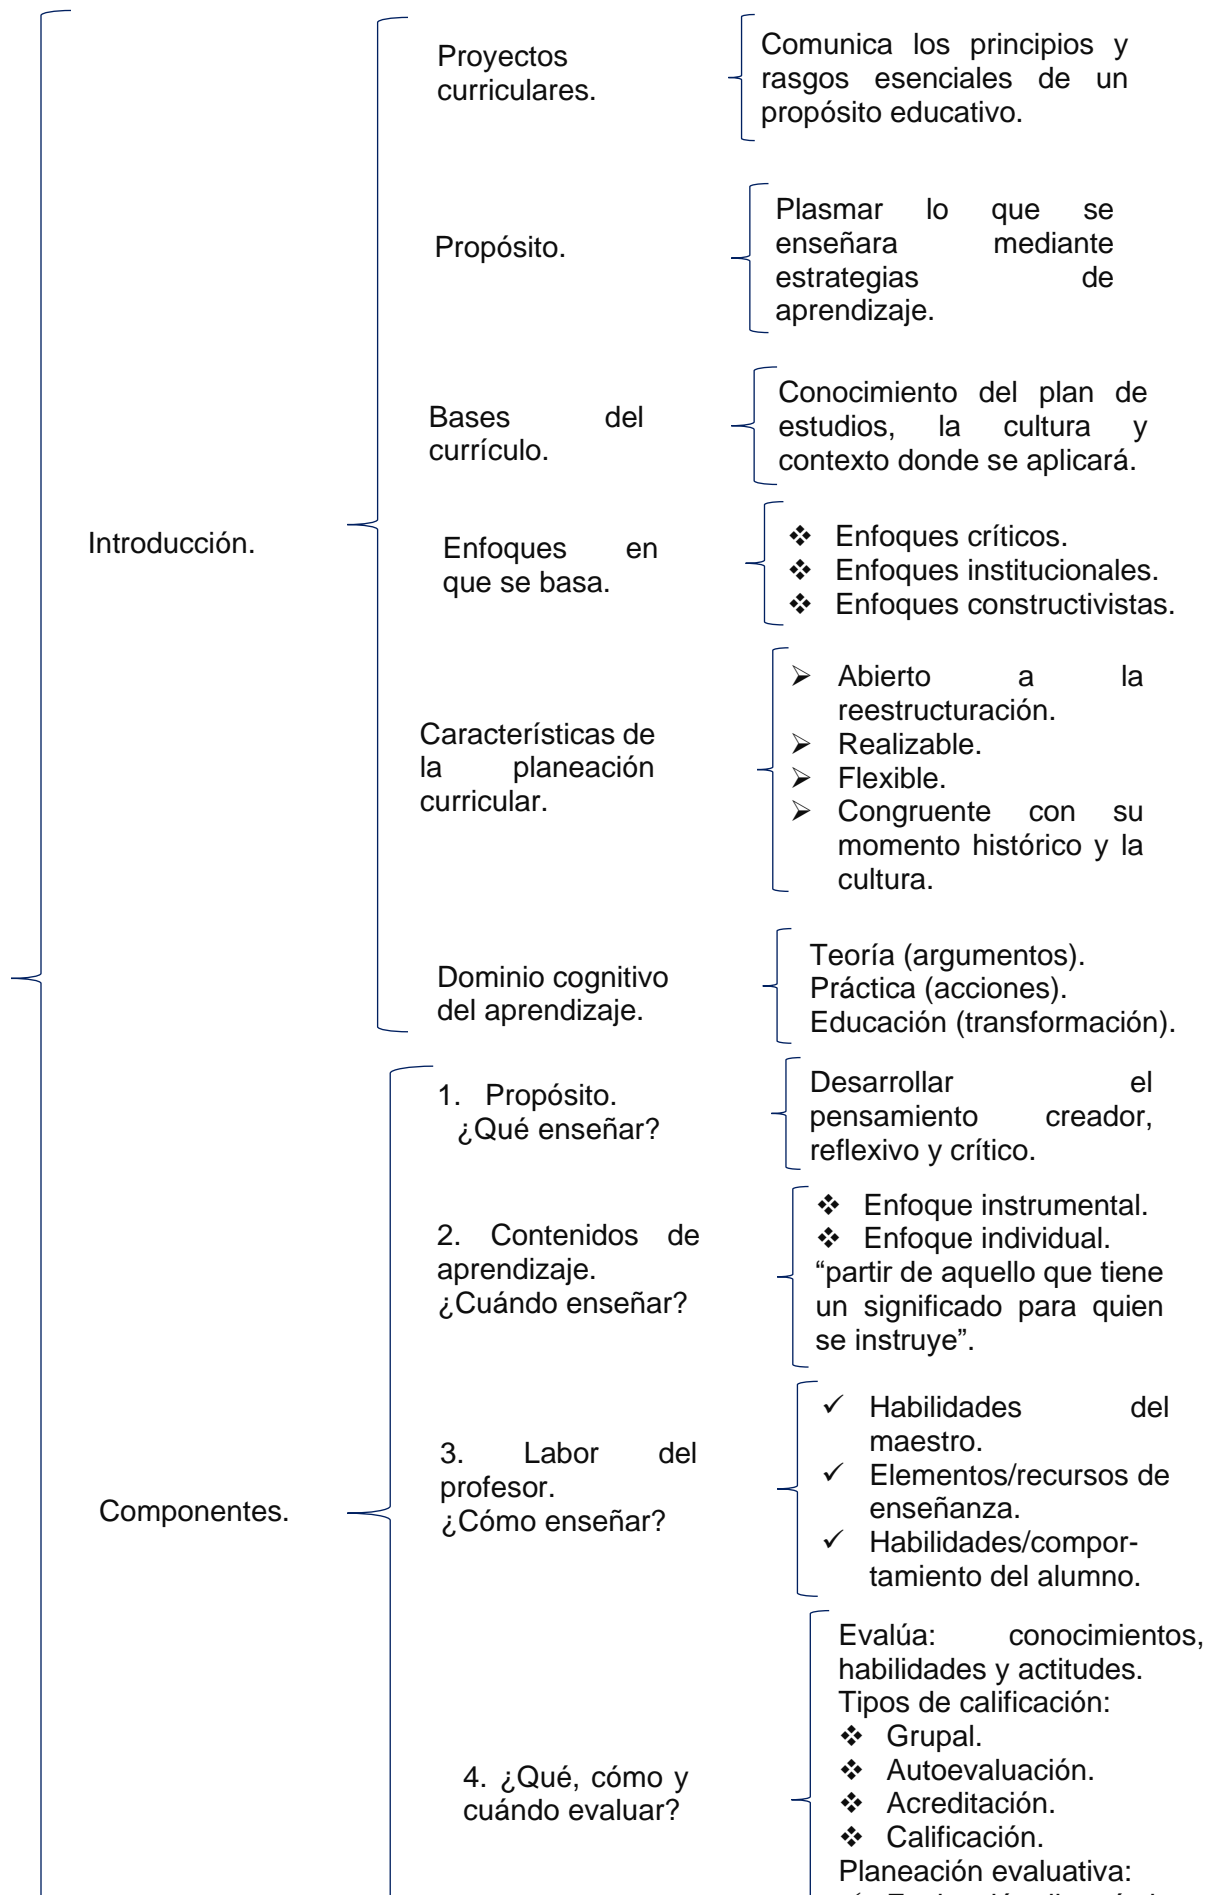 Proyectos
curriculares.
Comunica los principios y
rasgos esenciales de un
propósito educativo.
Propósito.
Plasmar lo que se
enseñara mediante
estrategias de
aprendizaje.
Bases del
currículo.
Conocimiento del plan de
estudios, la cultura y
contexto donde se aplicará.
Introducción.
Enfoques en
que se basa.
❖ Enfoques críticos.
❖ Enfoques institucionales.
❖ Enfoques constructivistas.
Características de
la planeación
curricular.
➢ Abierto a la
reestructuración.
➢ Realizable.
➢ Flexible.
➢ Congruente con su
momento histórico y la
cultura.
Dominio cognitivo
del aprendizaje.
Teoría (argumentos).
Práctica (acciones).
Educación (transformación).
Componentes.
1. Propósito.
¿Qué enseñar?
Desarrollar el
pensamiento creador,
reflexivo y crítico.
2. Contenidos de
aprendizaje.
¿Cuándo enseñar?
❖ Enfoque instrumental.
❖ Enfoque individual.
“partir de aquello que tiene
un significado para quien
se instruye”.
3. Labor del
profesor.
¿Cómo enseñar?
✓ Habilidades del
maestro.
✓ Elementos/recursos de
enseñanza.
✓ Habilidades/compor-
tamiento del alumno.
4. ¿Qué, cómo y
cuándo evaluar?
Evalúa: conocimientos,
habilidades y actitudes.
Tipos de calificación:
❖ Grupal.
❖ Autoevaluación.
❖ Acreditación.
❖ Calificación.
Planeación evaluativa: